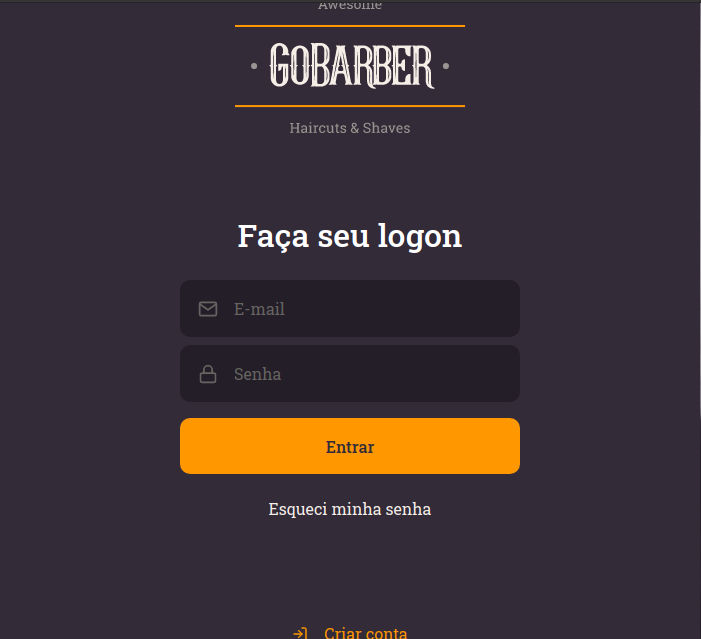 Awesome
GOBARBER
Haircuts & Shaves
Faça seu logon
E-mail
Senha
Entrar
Esqueci minha senha
Criar conta